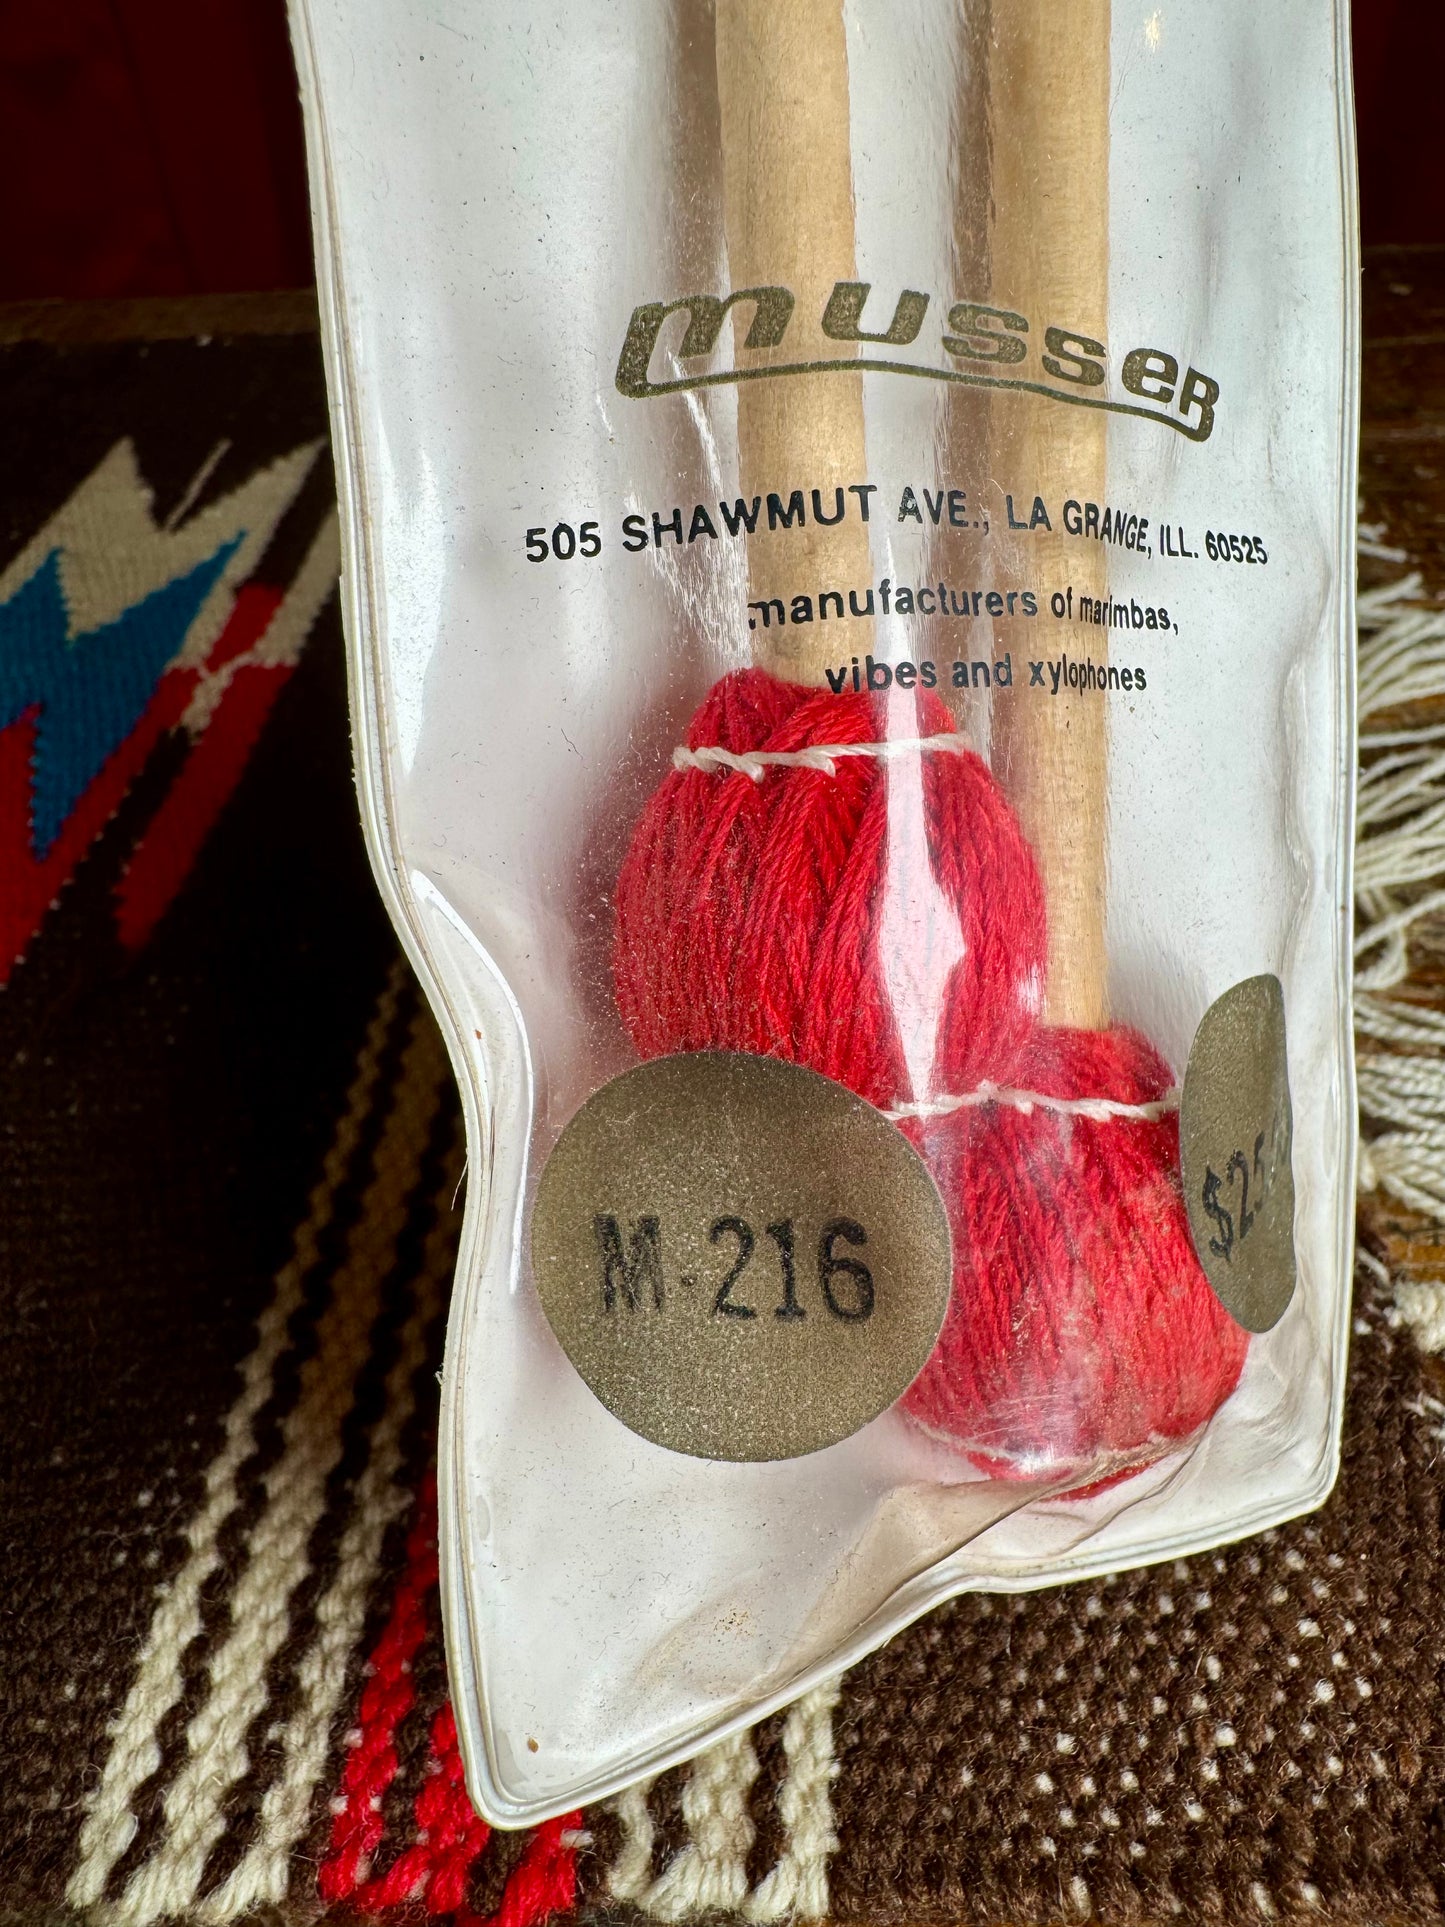 musser
505 SHAWMUT AVE., LA GRANGE, ILL. 60525
manufacturers of marimbas,
vibes and xylophones
M-216